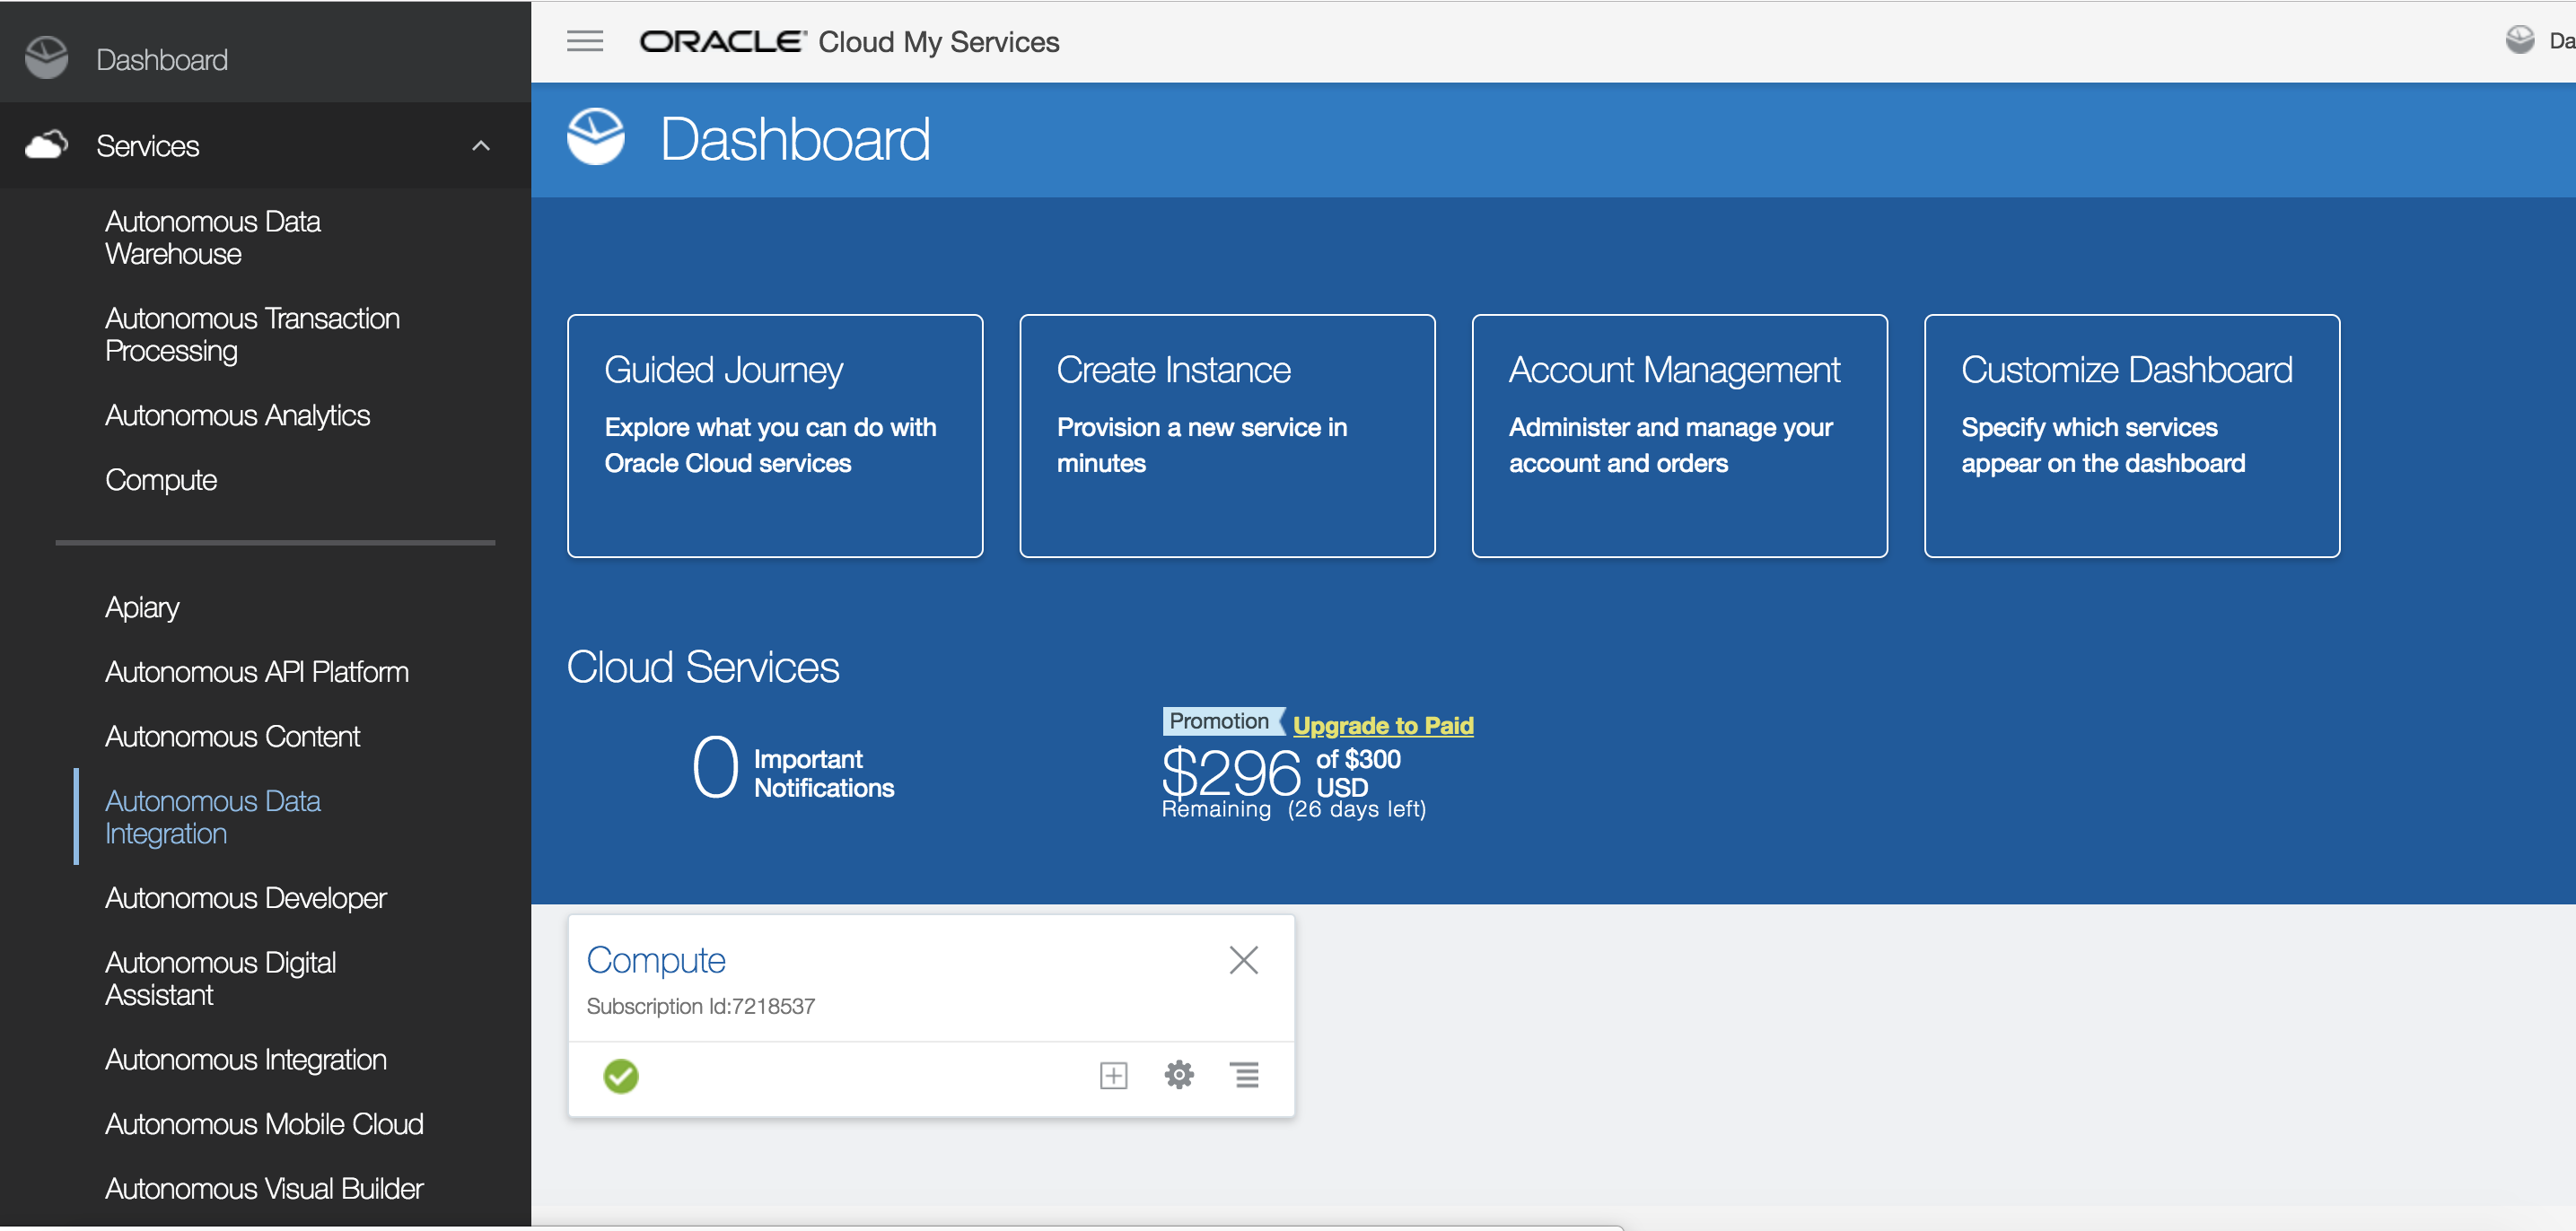 Dashboard
Services
Autonomous Data
Warehouse
Autonomous Transaction
Processing
Autonomous Analytics
Compute
Apiary
Autonomous API Platform
Autonomous Content
Autonomous Data
Integration
Autonomous Developer
Autonomous Digital
Assistant
Autonomous Integration
Autonomous Mobile Cloud
Autonomous Visual Builder
ORACLE® Cloud My Services
Dashboard
Guided Journey
Explore what you can do with
Oracle Cloud services
Create Instance
Provision a new service in
minutes
Account Management
Administer and manage your
account and orders
Customize Dashboard
Specify which services
appear on the dashboard
Cloud Services
0 Important
Notifications
Promotion Upgrade to Paid
$296 of $300
USD
Remaining (26 days left)
Compute
Subscription Id:7218537